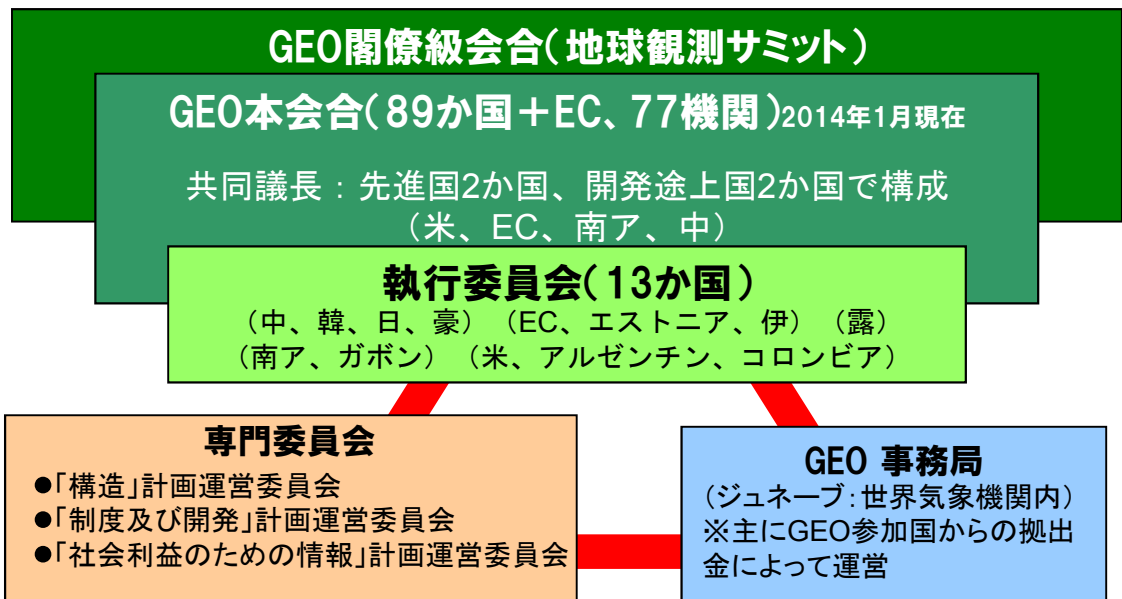 GEO閣僚級会合(地球観測サミット)
GEO本会合(89か国+EC、77機関)2014年1月現在
共同議長:先進国2か国、開発途上国2か国で構成
(米、EC、南ア、中)
執行委員会(13か国)
(中、韓、日、豪) (EC、エストニア、伊) (露)
(南ア、ガボン) (米、アルゼンチン、コロンビア)
専門委員会
●「構造」計画運営委員会
●「制度及び開発」計画運営委員会
●「社会利益のための情報」計画運営委員会
GEO 事務局
(ジュネーブ:世界気象機関内)
※主にGEO参加国からの拠出
金によって運営